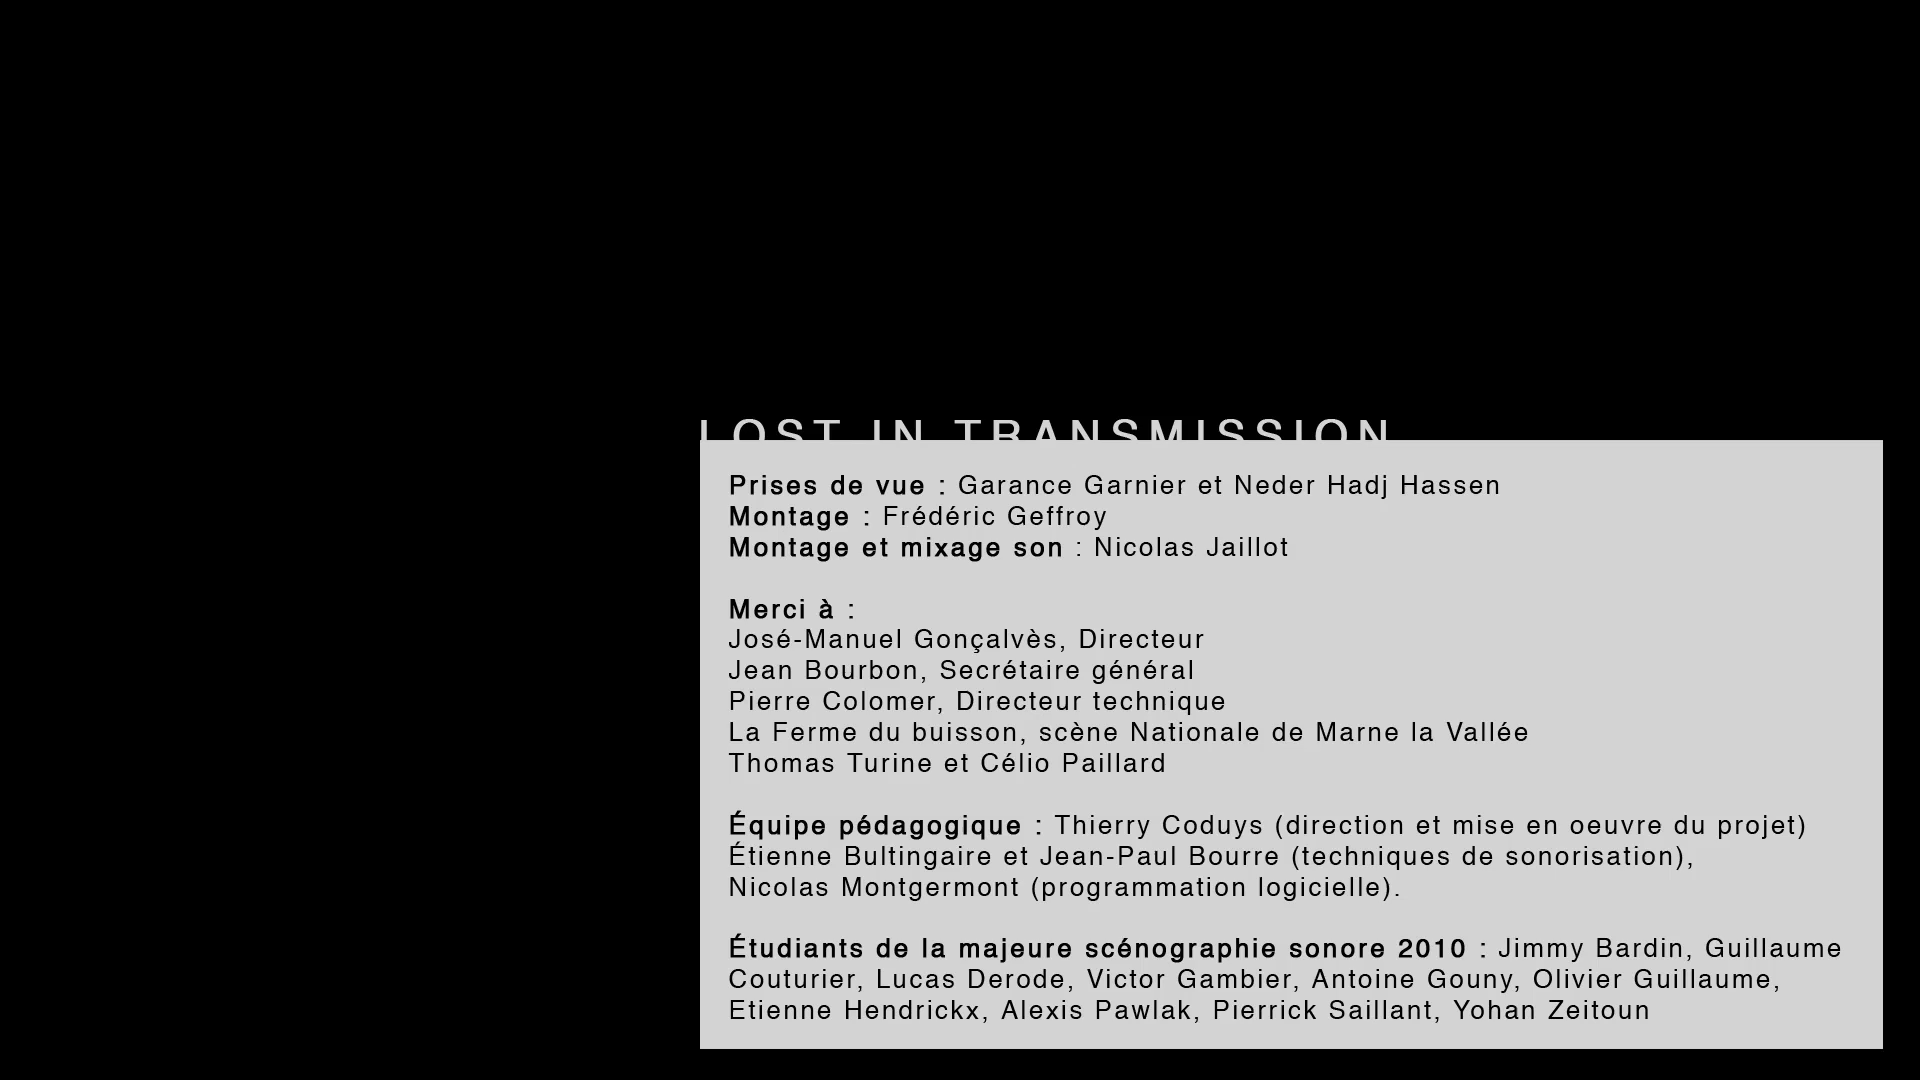 LOST IN TRANSMISSION
Prises de vue : Garance Garnier et Neder Hadj Hassen
Montage : Frédéric Geffroy
Montage et mixage son : Nicolas Jaillot
Merci à :
José-Manuel Gonçalvès, Directeur
Jean Bourbon, Secrétaire général
Pierre Colomer, Directeur technique
La Ferme du buisson, scène Nationale de Marne la Vallée
Thomas Turine et Célio Paillard
Équipe pédagogique : Thierry Coduys (direction et mise en oeuvre du projet)
Étienne Bultingaire et Jean-Paul Bourre (techniques de sonorisation),
Nicolas Montgermont (programmation logicielle).
Étudiants de la majeure scénographie sonore 2010 : Jimmy Bardin, Guillaume
Couturier, Lucas Derode, Victor Gambier, Antoine Gouny, Olivier Guillaume,
Etienne Hendrickx, Alexis Pawlak, Pierrick Saillant, Yohan Zeitoun